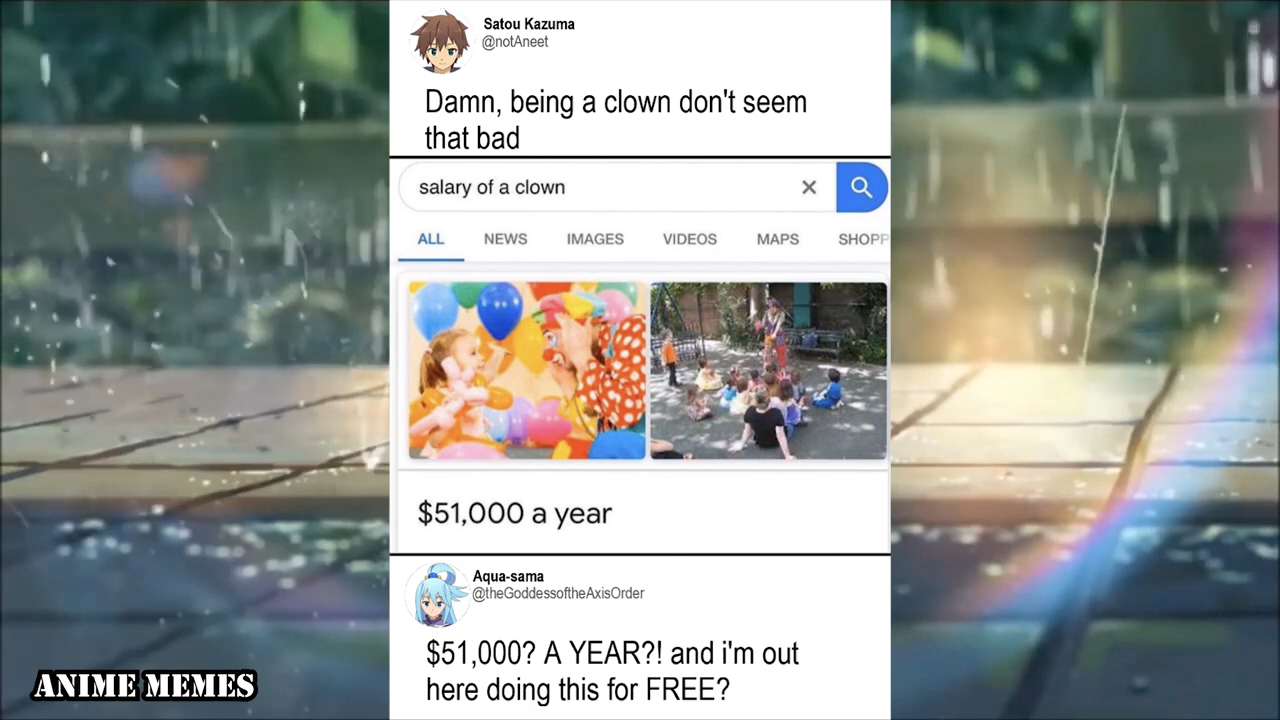 Satou Kazuma
@notAneet
Damn, being a clown don't seem
that bad
salary of a clown
ALL NEWS IMAGES VIDEOS MAPS SHOPP
$51,000 a year
Aqua-sama
@theGoddessoftheAxisOrder
$51,000? A YEAR?! and i'm out
here doing this for FREE?
ANIME MEMES